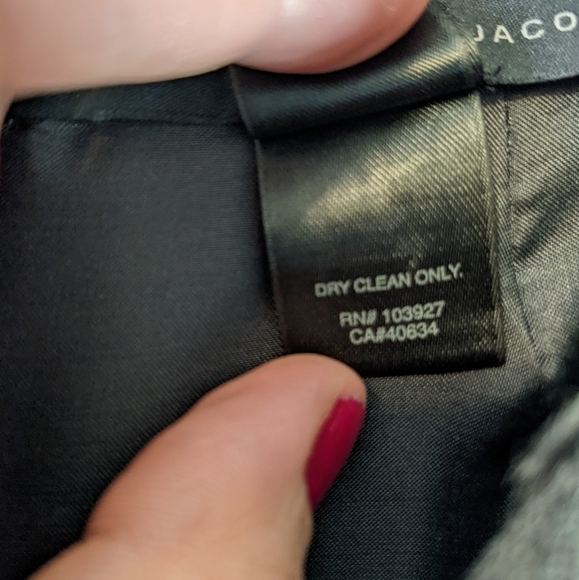 JACO
DRY CLEAN ONLY.
RN# 103927
CA#40634